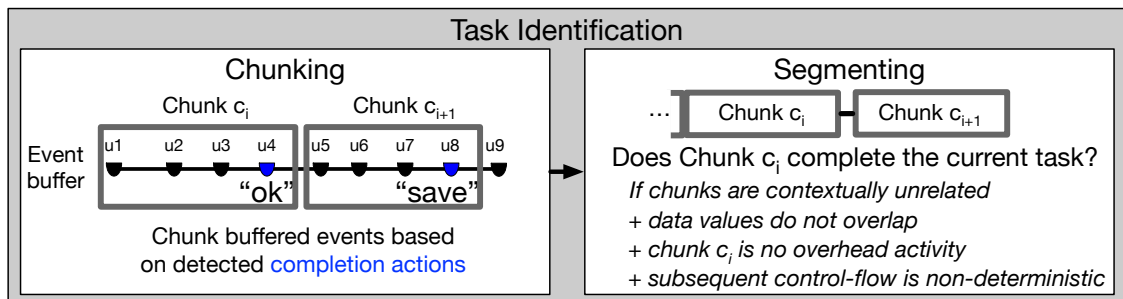 Task Identification
Chunking
Chunk ci
Chunk ci+1
Event buffer
u1 u2 u3 u4 u5 u6 u7 u8 u9
“ok” “save”
Chunk buffered events based
on detected completion actions
Segmenting
... Chunk ci Chunk ci+1
Does Chunk ci complete the current task?
If chunks are contextually unrelated
+ data values do not overlap
+ chunk ci is no overhead activity
+ subsequent control-flow is non-deterministic